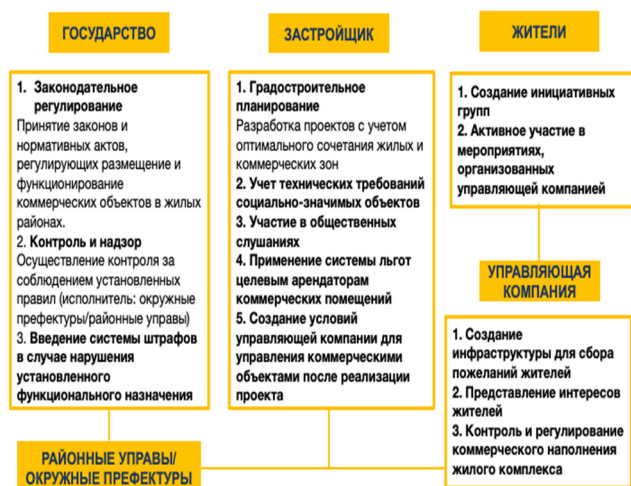 ГОСУДАРСТВО
1. Законодательное
регулирование
Принятие законов и
нормативных актов,
регулирующих размещение и
функционирование
коммерческих объектов в жилых
районах.
2. Контроль и надзор
Осуществление контроля за
соблюдением установленных
правил (исполнитель: окружные
префектуры/районные управы)
3. Введение системы штрафов
в случае нарушения
установленного
функционального назначения
РАЙОННЫЕ УПРАВЫ/
ОКРУЖНЫЕ ПРЕФЕКТУРЫ
ЗАСТРОЙЩИК
1. Градостроительное
планирование
Разработка проектов с учетом
оптимального сочетания жилых и
коммерческих зон
2. Учет технических требований
социально-значимых объектов
3. Участие в общественных
слушаниях
4. Применение системы льгот
целевым арендаторам
коммерческих помещений
5. Создание условий
управляющей компании для
управления коммерческими
объектами после реализации
проекта
ЖИТЕЛИ
1. Создание инициативных
групп
2. Активное участие в
мероприятиях,
организованных
управляющей компанией
УПРАВЛЯЮЩАЯ
КОМПАНИЯ
1. Создание
инфраструктуры для сбора
пожеланий жителей
2. Представление интересов
жителей
3. Контроль и регулирование
коммерческого наполнения
жилого комплекса